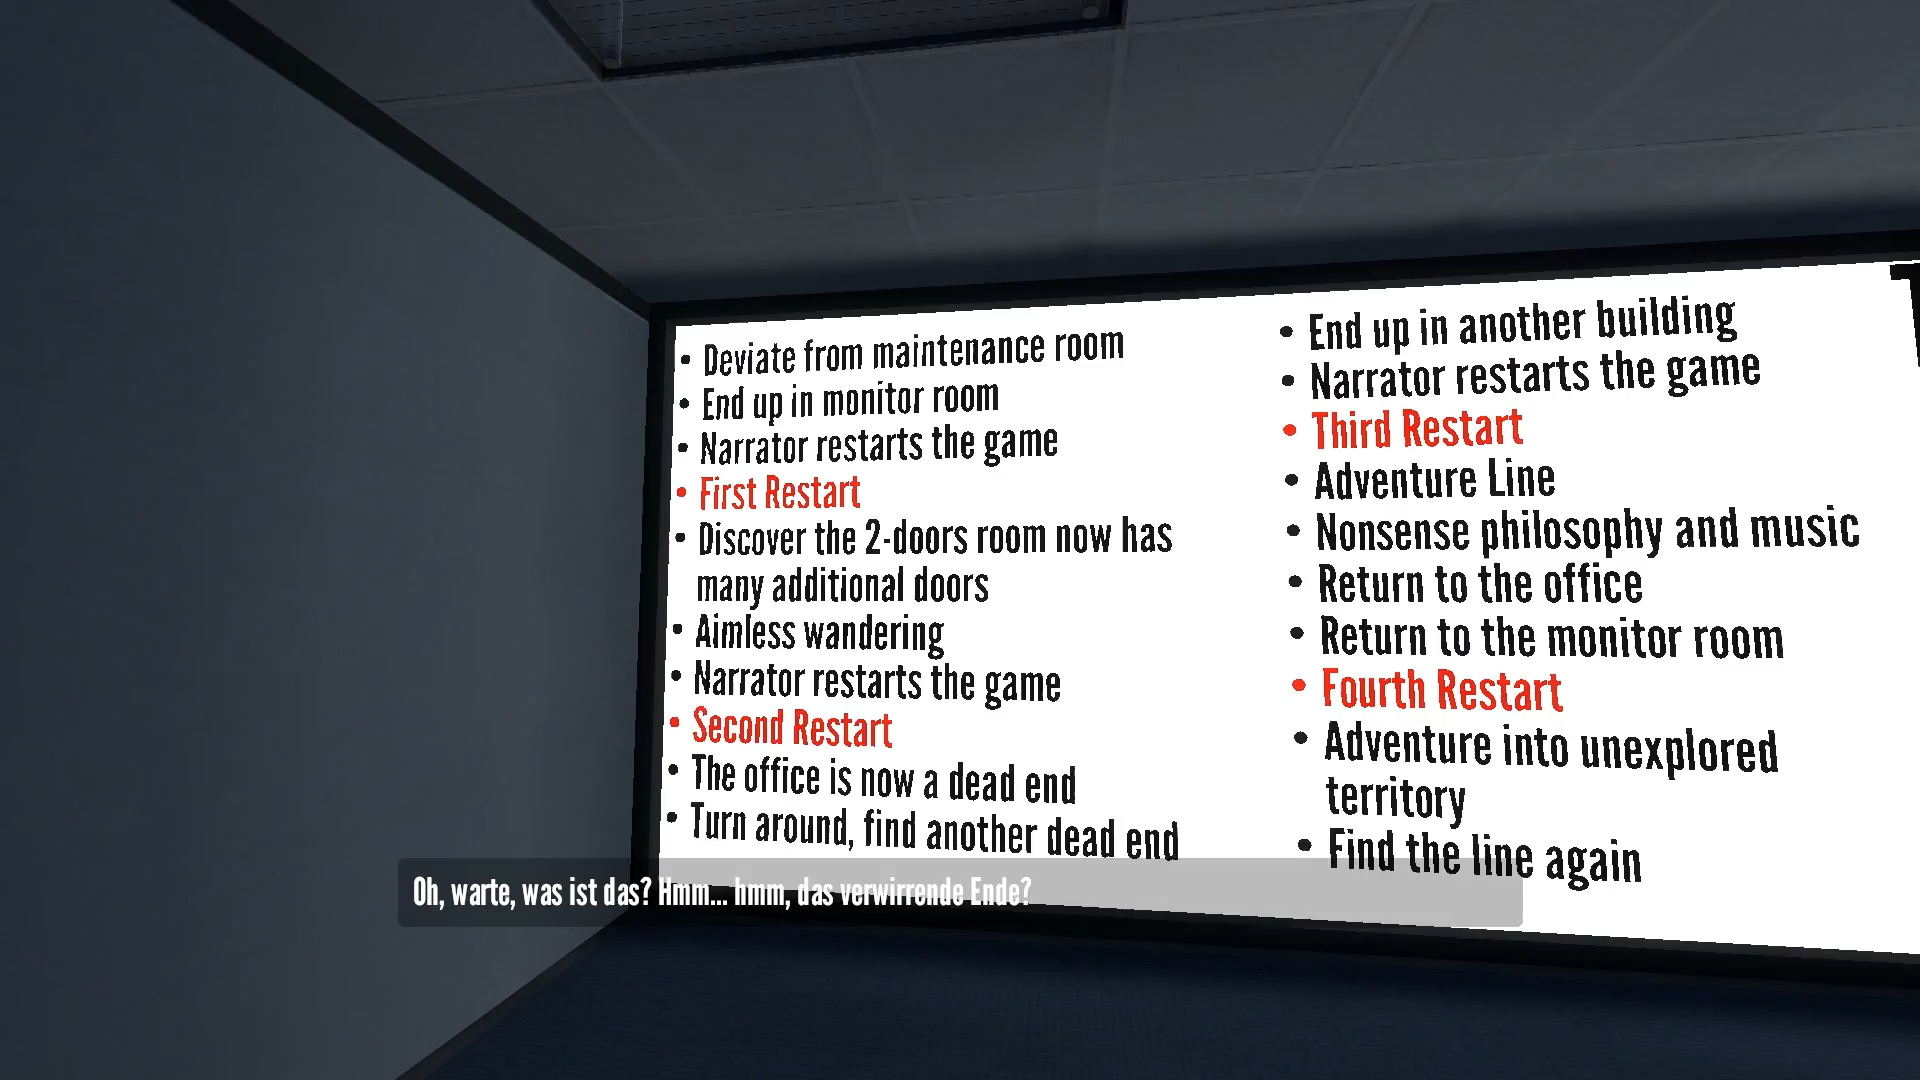 • Deviate from maintenance room
• End up in monitor room
• Narrator restarts the game
• First Restart
• Discover the 2-doors room now has
many additional doors
• Aimless wandering
• Narrator restarts the game
• Second Restart
• The office is now a dead end
• Turn around, find another dead end
• End up in another building
• Narrator restarts the game
• Third Restart
• Adventure Line
• Nonsense philosophy and music
• Return to the office
• Return to the monitor room
• Fourth Restart
• Adventure into unexplored
territory
• Find the line again
Oh, warte, was ist das? Hmm... hmm, das verwirrende Ende?